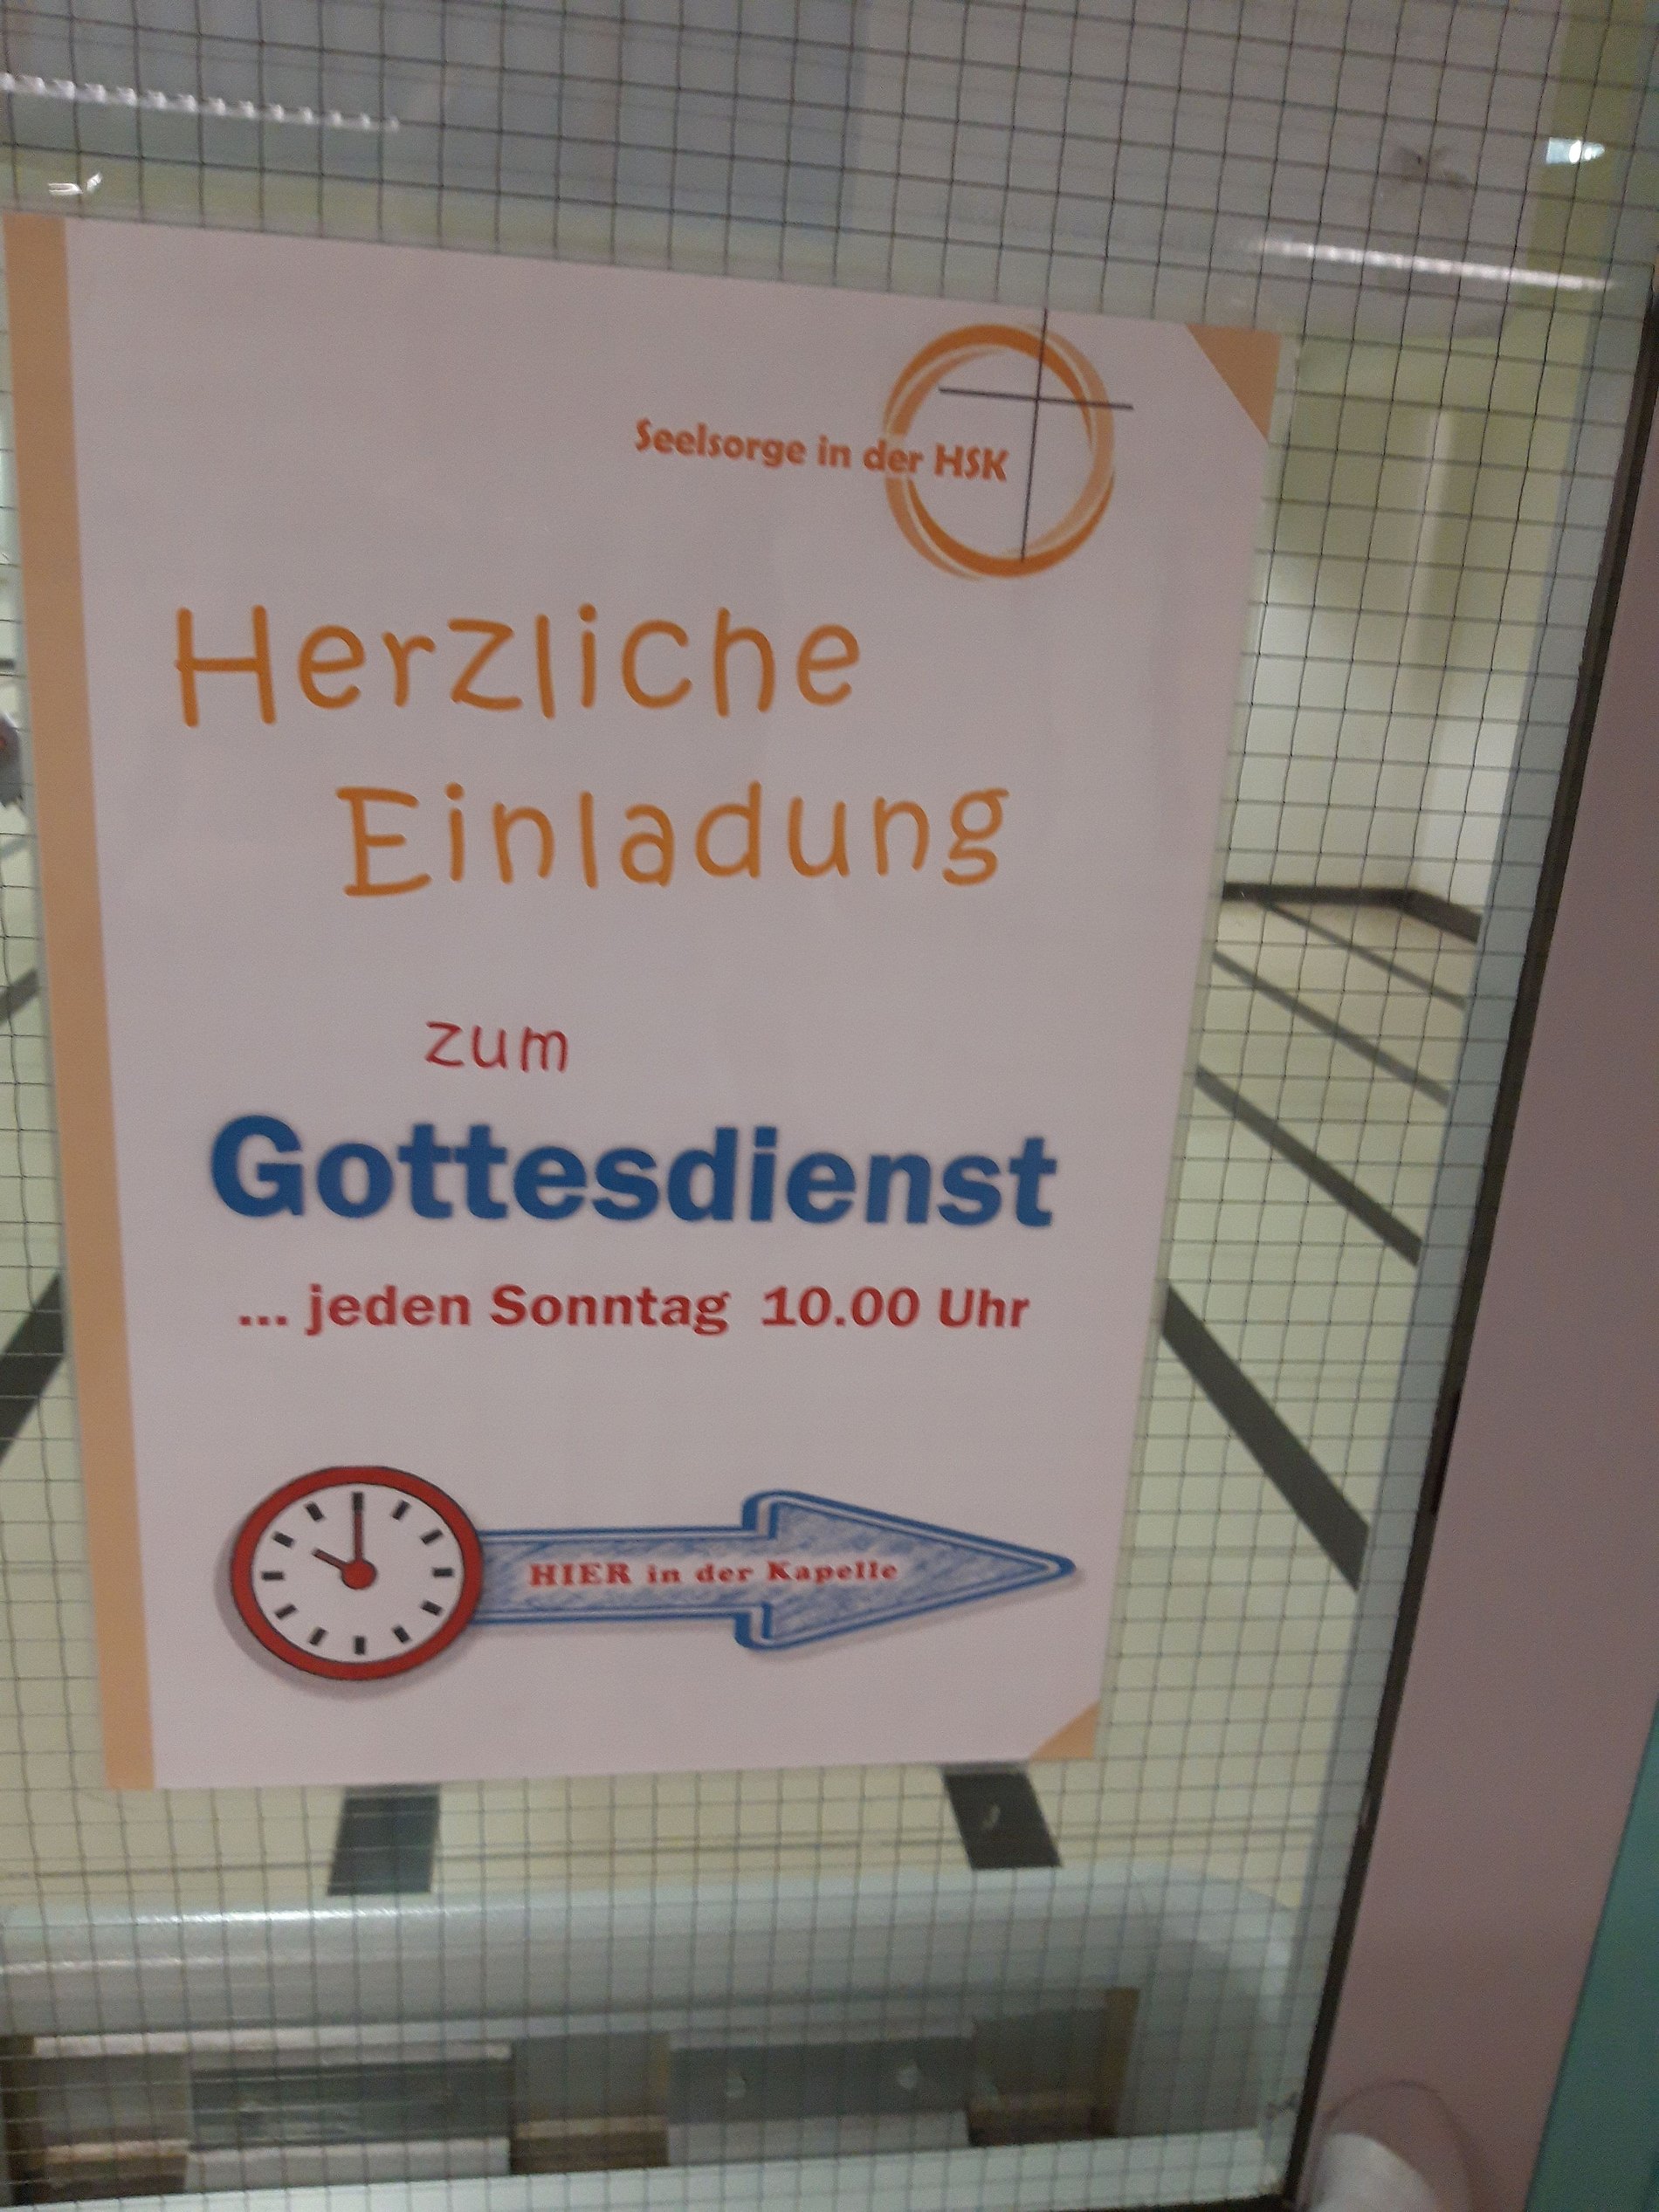 Seelsorge in der HSK
Herzliche
Einladung
zum
Gottesdienst
... jeden Sonntag 10.00 Uhr
HIER in der Kapelle